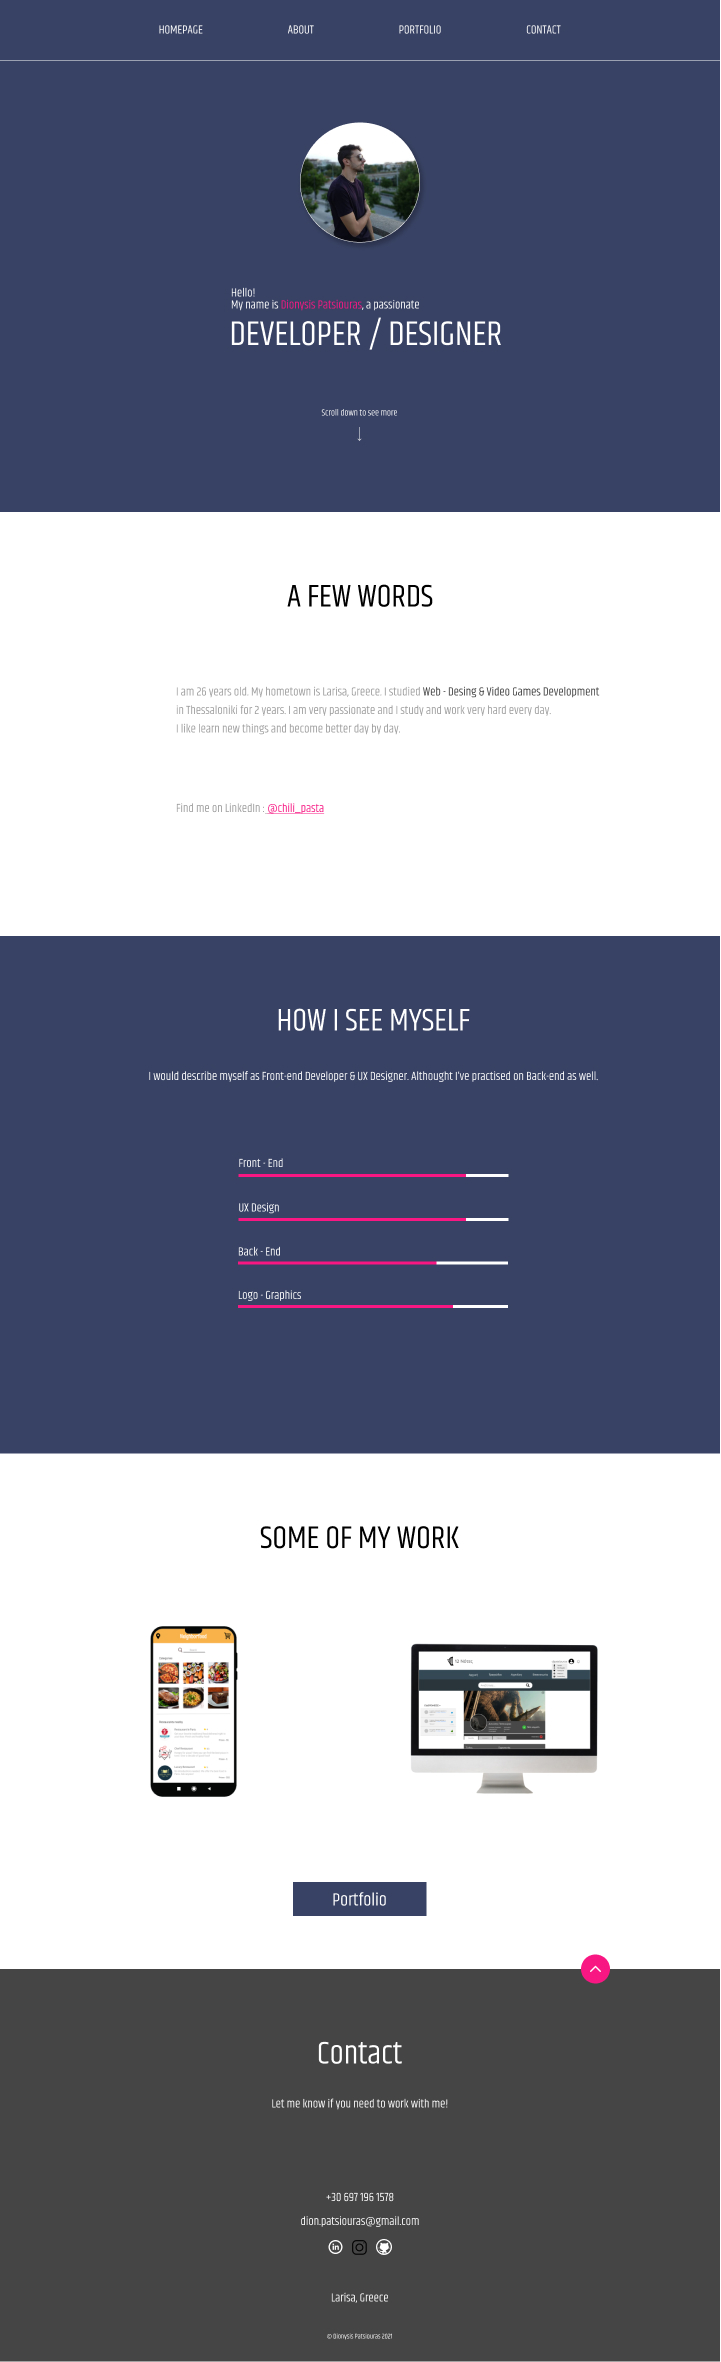 HOMEPAGE ABOUT PORTFOLIO CONTACT
Hello!
My name is Dionysis Patsiouras, a passionate
DEVELOPER / DESIGNER
Scroll down to see more
A FEW WORDS
I am 26 years old. My hometown is Larisa, Greece. I studied Web - Desing & Video Games Development
in Thessaloniki for 2 years. I am very passionate and I study and work very hard every day.
I like learn new things and become better day by day.
Find me on LinkedIn : @chili_pasta
HOW I SEE MYSELF
I would describe myself as Front-end Developer & UX Designer. Althought I've practised on Back-end as well.
Front - End
UX Design
Back - End
Logo - Graphics
SOME OF MY WORK
Portfolio
Contact
Let me know if you need to work with me!
+30 697 196 1578
dion.patsiouras@gmail.com
in
Larisa, Greece
© Dionysis Patsiouras 2021